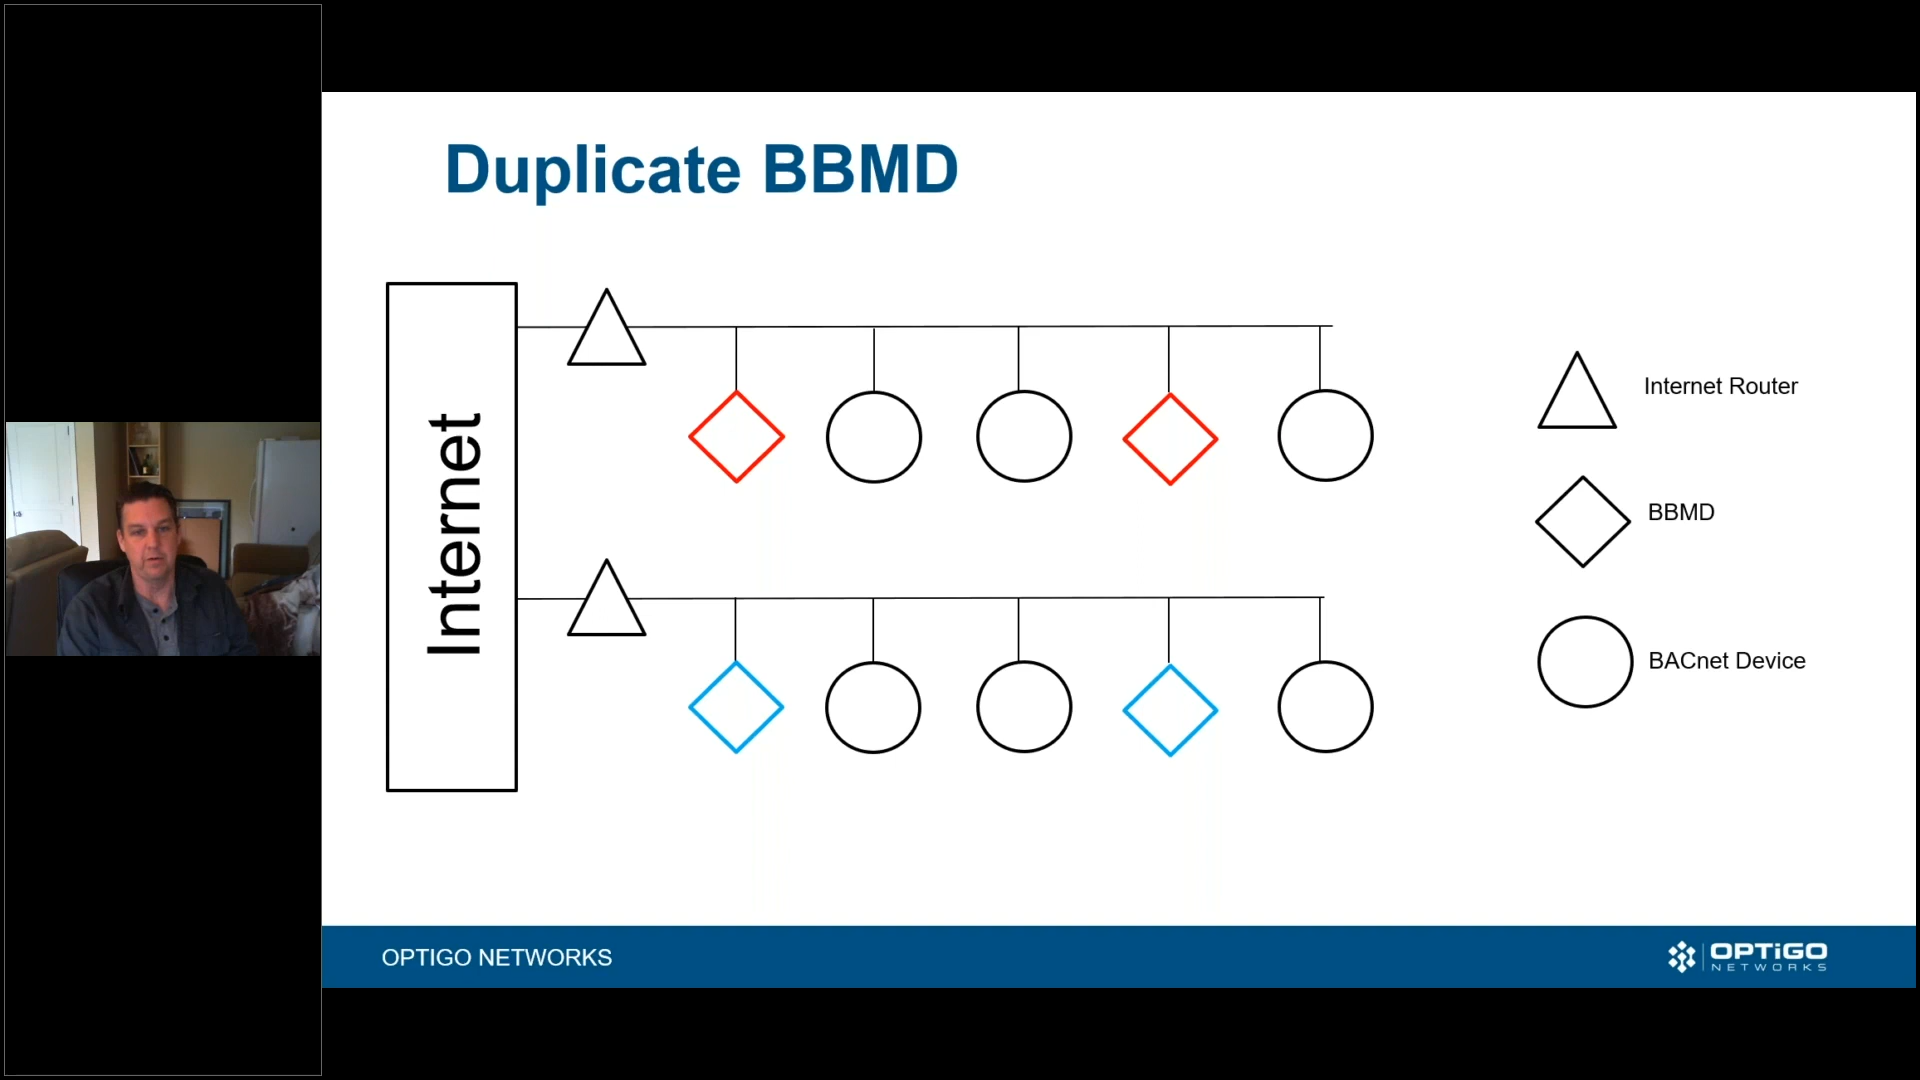 Duplicate BBMD
Internet
Internet Router
BBMD
BACnet Device
OPTIGO NETWORKS
OPTiGO
NETWORKS